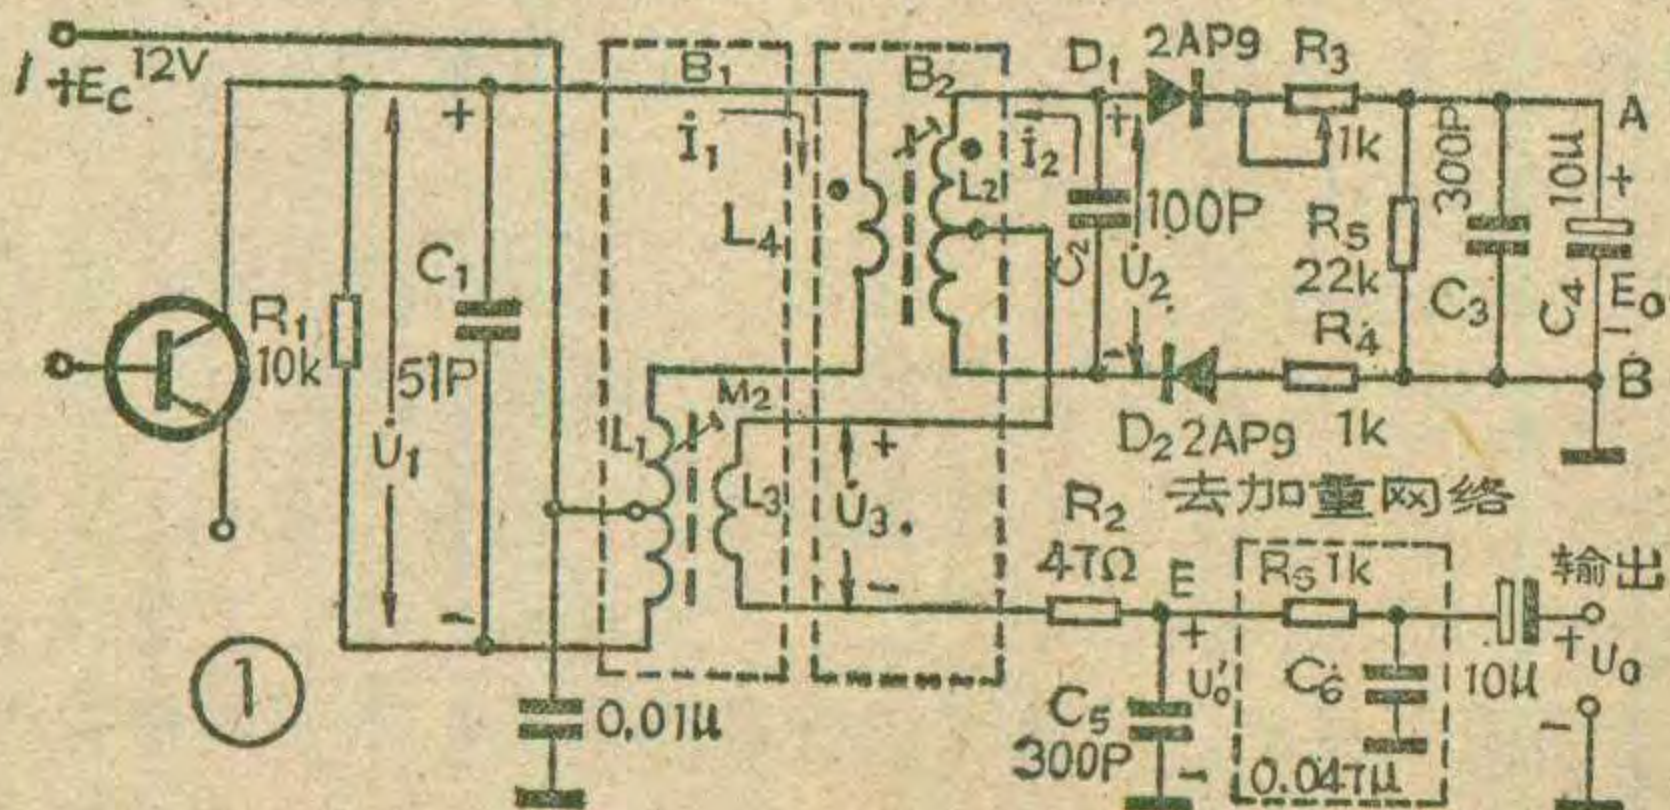 1 +Ec 12V
B₁
B₂
D₁ 2AP9 R₃
1k
A
İ₁
İ₂
L₂
L₄
C₂
100P
U̇₂
300P
10μ
+
R₅
22k
C₃
C₄
E₀
−
B
R₄
1k
D₂ 2AP9
+
C₁
51P
R₁
10k
U̇₁
−
M₂
L₁
L₃
+
U̇₃
−
去加重网络
R₂
47Ω
E
R₆ 1k
输出
+
U₀′
−
C₅
300P
C₆
0.047μ
10μ
+ U₀
−
0.01μ
①